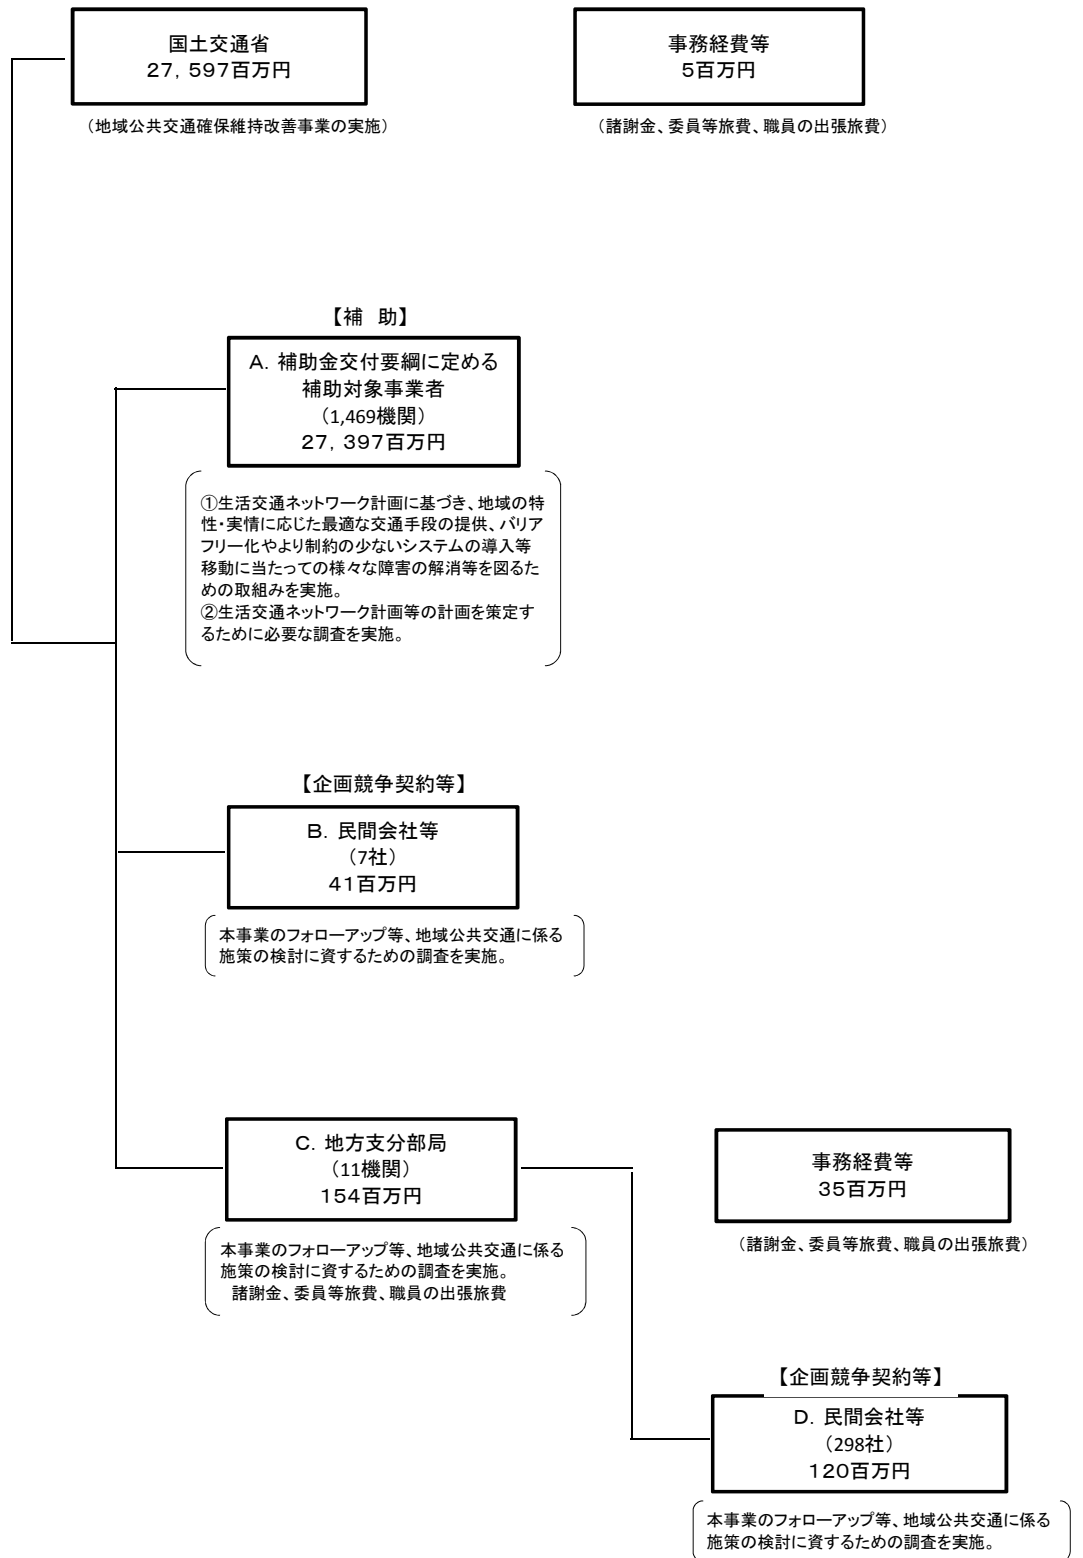 国土交通省
27，597百万円
（地域公共交通確保維持改善事業の実施）
事務経費等
5百万円
（諸謝金、委員等旅費、職員の出張旅費）
【補　助】
A．補助金交付要綱に定める
補助対象事業者
（1,469機関）
27，397百万円
①生活交通ネットワーク計画に基づき、地域の特
性・実情に応じた最適な交通手段の提供、バリア
フリー化やより制約の少ないシステムの導入等
移動に当たっての様々な障害の解消等を図るた
めの取組みを実施。
②生活交通ネットワーク計画等の計画を策定す
るために必要な調査を実施。
【企画競争契約等】
B．民間会社等
（7社）
41百万円
本事業のフォローアップ等、地域公共交通に係る
施策の検討に資するための調査を実施。
C．地方支分部局
（11機関）
154百万円
本事業のフォローアップ等、地域公共交通に係る
施策の検討に資するための調査を実施。
諸謝金、委員等旅費、職員の出張旅費
事務経費等
35百万円
（諸謝金、委員等旅費、職員の出張旅費）
【企画競争契約等】
D．民間会社等
（298社）
120百万円
本事業のフォローアップ等、地域公共交通に係る
施策の検討に資するための調査を実施。